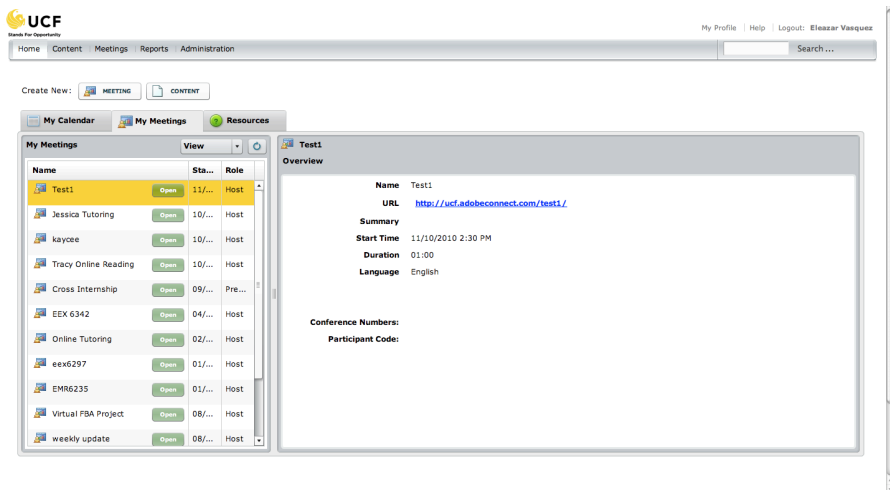 UCF
Stands For Opportunity
My Profile | Help | Logout: Eleazar Vasquez
Home Content Meetings Reports Administration Search ...
Create New: MEETING CONTENT
My Calendar My Meetings Resources
My Meetings View
Name Sta... Role
Test1 Open 11/... Host
Jessica Tutoring Open 10/... Host
kaycee Open 10/... Host
Tracy Online Reading Open 10/... Host
Cross Internship Open 09/... Pre...
EEX 6342 Open 04/... Host
Online Tutoring Open 02/... Host
eex6297 Open 01/... Host
EMR6235 Open 01/... Host
Virtual FBA Project Open 08/... Host
weekly update Open 08/... Host
Test1
Overview
Name Test1
URL http://ucf.adobeconnect.com/test1/
Summary
Start Time 11/10/2010 2:30 PM
Duration 01:00
Language English
Conference Numbers:
Participant Code: